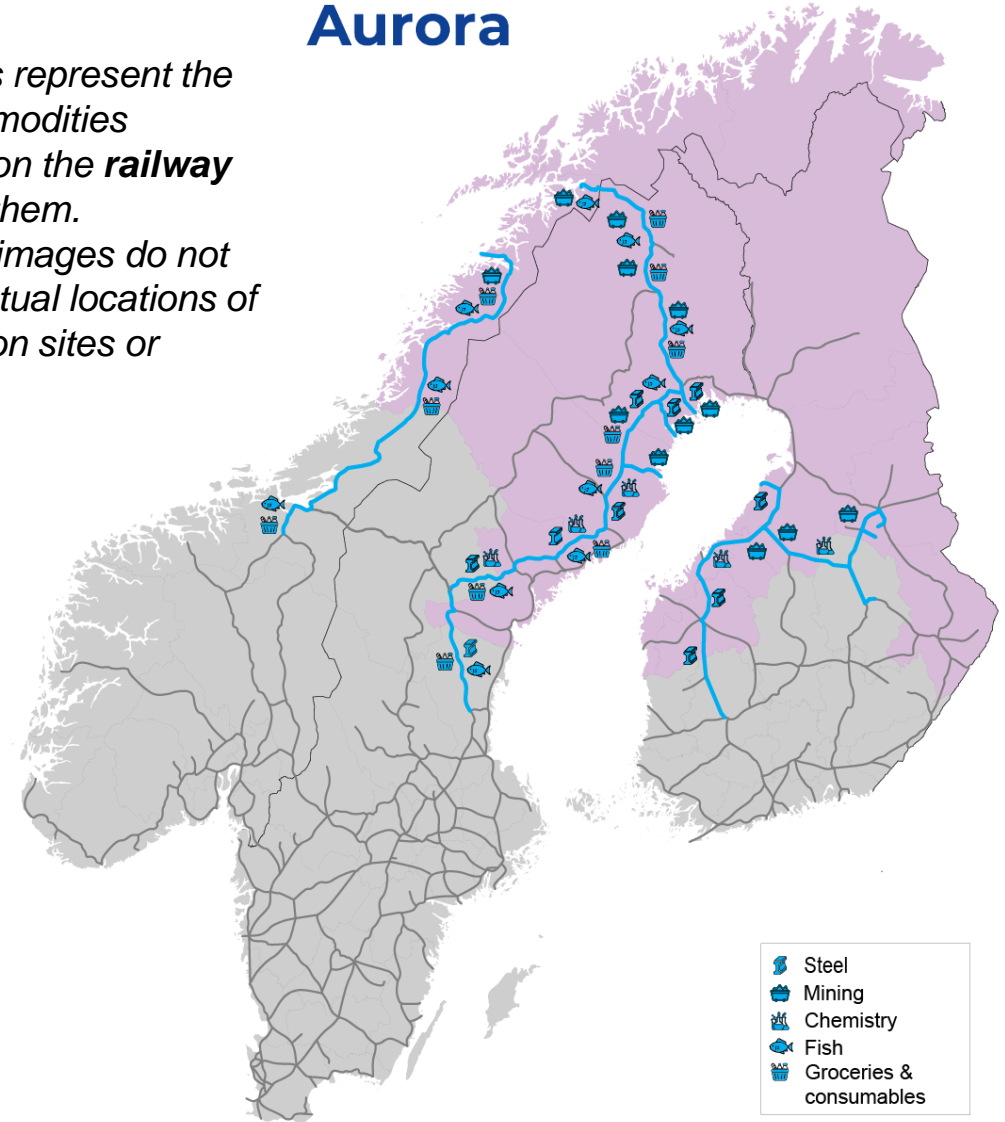 Aurora
s represent the
modities
on the railway
hem.
images do not
tual locations of
on sites or
Steel
Mining
Chemistry
Fish
Groceries &
consumables